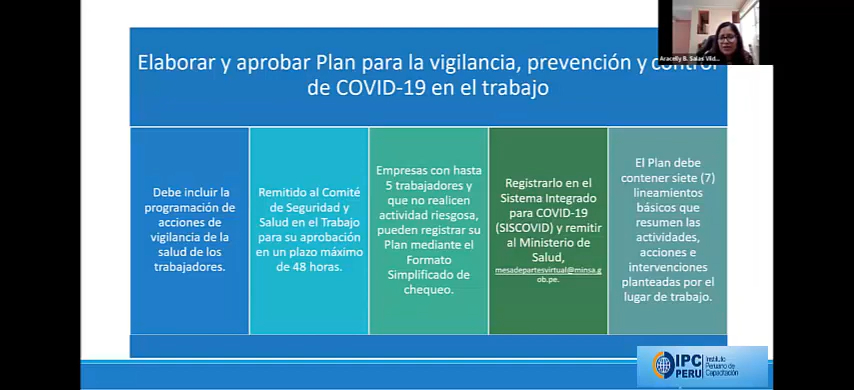 Aracelly B. Salas Vild...
Elaborar y aprobar Plan para la vigilancia, prevención y control
de COVID-19 en el trabajo
Debe incluir la
programación de
acciones de
vigilancia de la
salud de los
trabajadores.
Remitido al Comité
de Seguridad y
Salud en el Trabajo
para su aprobación
en un plazo máximo
de 48 horas.
Empresas con hasta
5 trabajadores y
que no realicen
actividad riesgosa,
pueden registrar su
Plan mediante el
Formato
Simplificado de
chequeo.
Registrarlo en el
Sistema Integrado
para COVID-19
(SISCOVID) y remitir
al Ministerio de
Salud,
mesadepartesvirtual@minsa.g
ob.pe.
El Plan debe
contener siete (7)
lineamientos
básicos que
resumen las
actividades,
acciones e
intervenciones
planteadas por el
lugar de trabajo.
IPC
PERU
Instituto
Peruano de
Capacitación